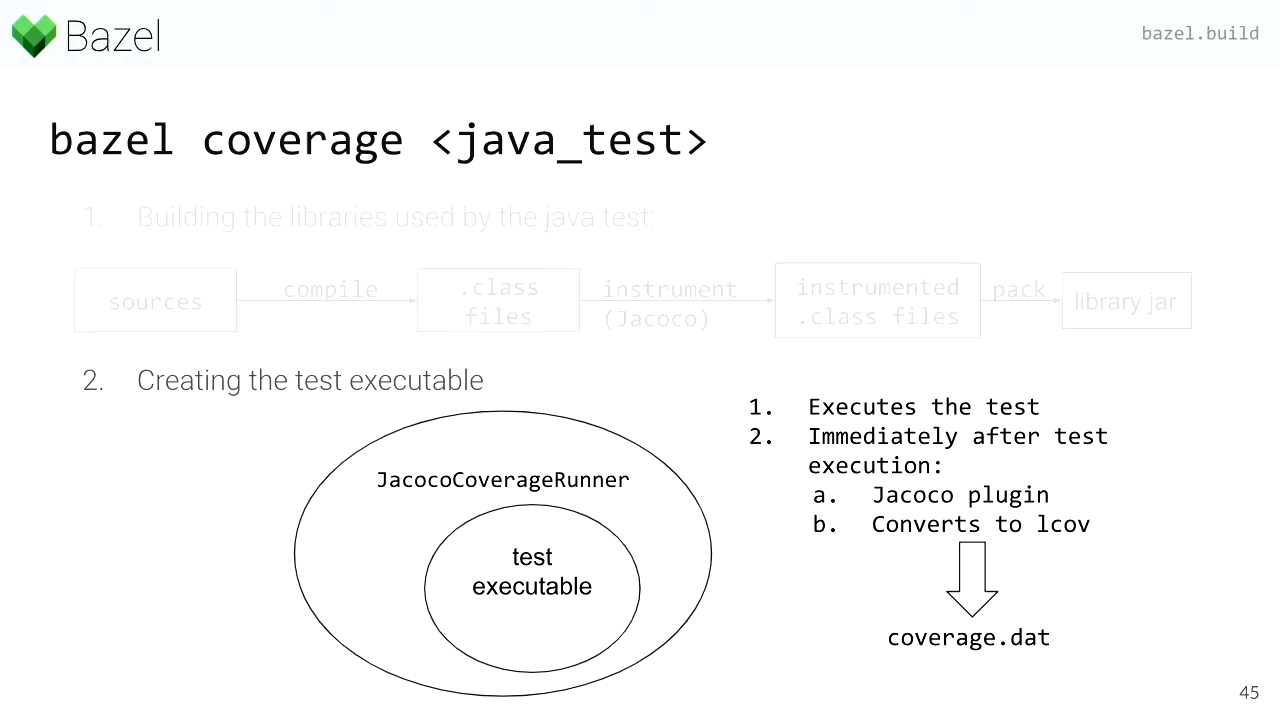 Bazel
bazel.build
bazel coverage <java_test>
1. Building the libraries used by the java test:
sources
compile
.class
files
instrument
(Jacoco)
instrumented
.class files
pack
library jar
2. Creating the test executable
JacocoCoverageRunner
test
executable
1. Executes the test
2. Immediately after test
execution:
a. Jacoco plugin
b. Converts to lcov
coverage.dat
45